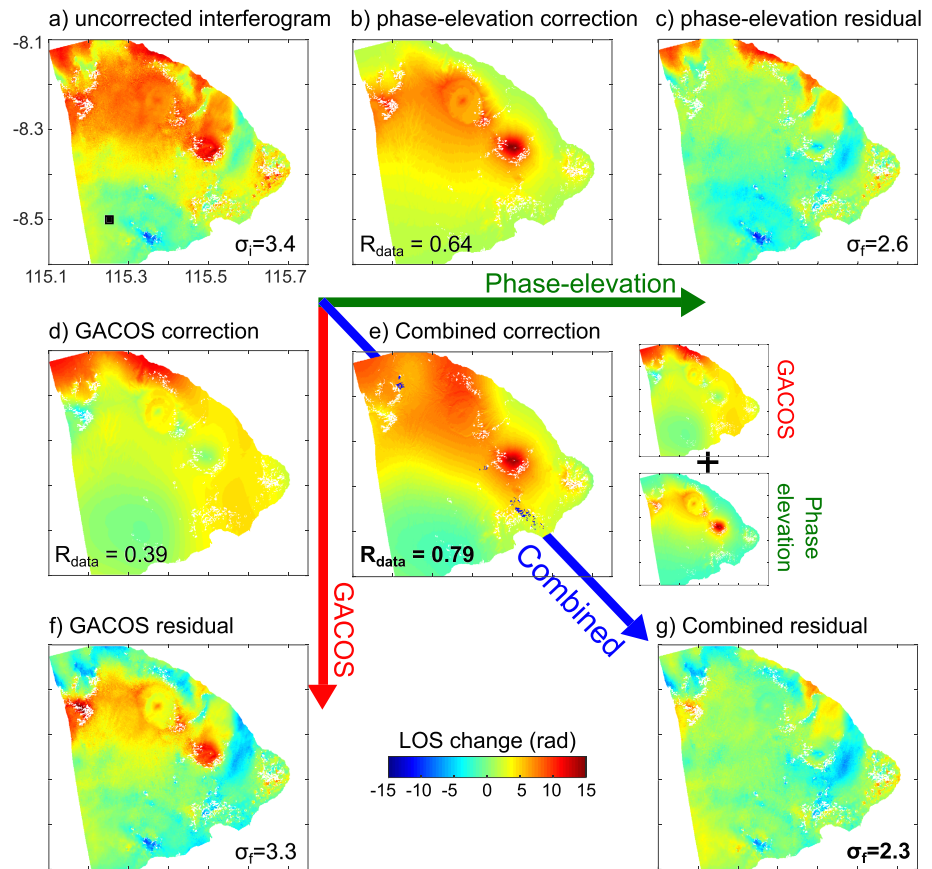 a) uncorrected interferogram
b) phase-elevation correction
c) phase-elevation residual
-8.1
-8.3
-8.5
σi=3.4
Rdata = 0.64
σf=2.6
115.1 115.3 115.5 115.7
Phase-elevation
d) GACOS correction
e) Combined correction
GACOS
+
Phase
elevation
Rdata = 0.39
Rdata = 0.79
Combined
GACOS
f) GACOS residual
g) Combined residual
LOS change (rad)
-15 -10 -5 0 5 10 15
σf=3.3
σf=2.3